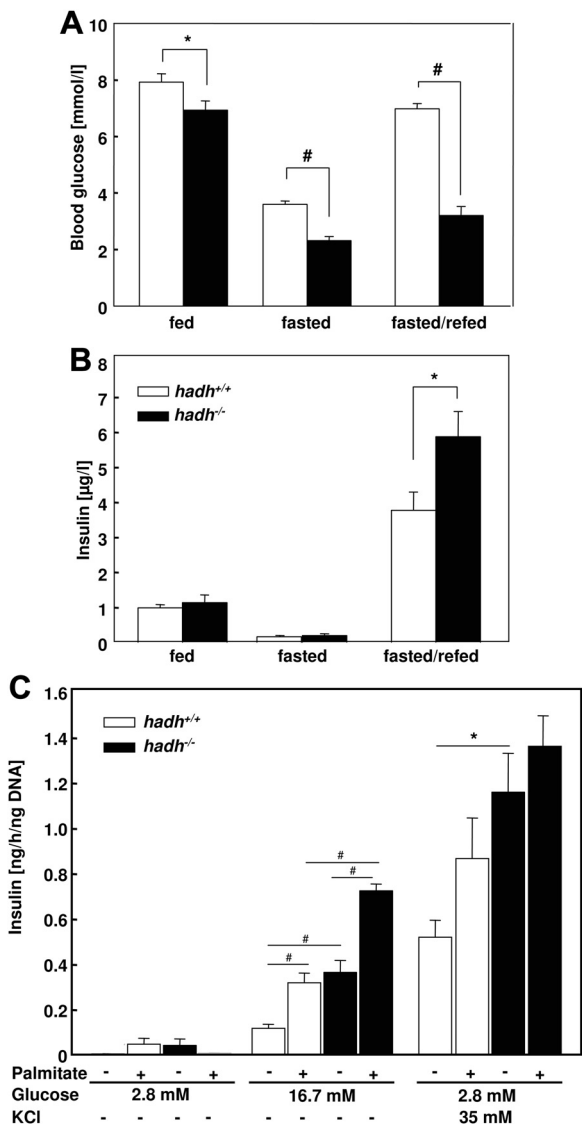 A
Blood glucose [mmol/l]
10
8
6
4
2
0
*
#
#
fed fasted fasted/refed
B
Insulin [µg/l]
8
7
6
5
4
3
2
1
0
hadh+/+
hadh-/-
*
fed fasted fasted/refed
C
Insulin [ng/h/ng DNA]
1.6
1.4
1.2
1.0
0.8
0.6
0.4
0.2
0
hadh+/+
hadh-/-
*
#
#
#
#
Palmitate - + - + - + - + - + - +
Glucose 2.8 mM 16.7 mM 2.8 mM
KCl - - - - - - - - 35 mM